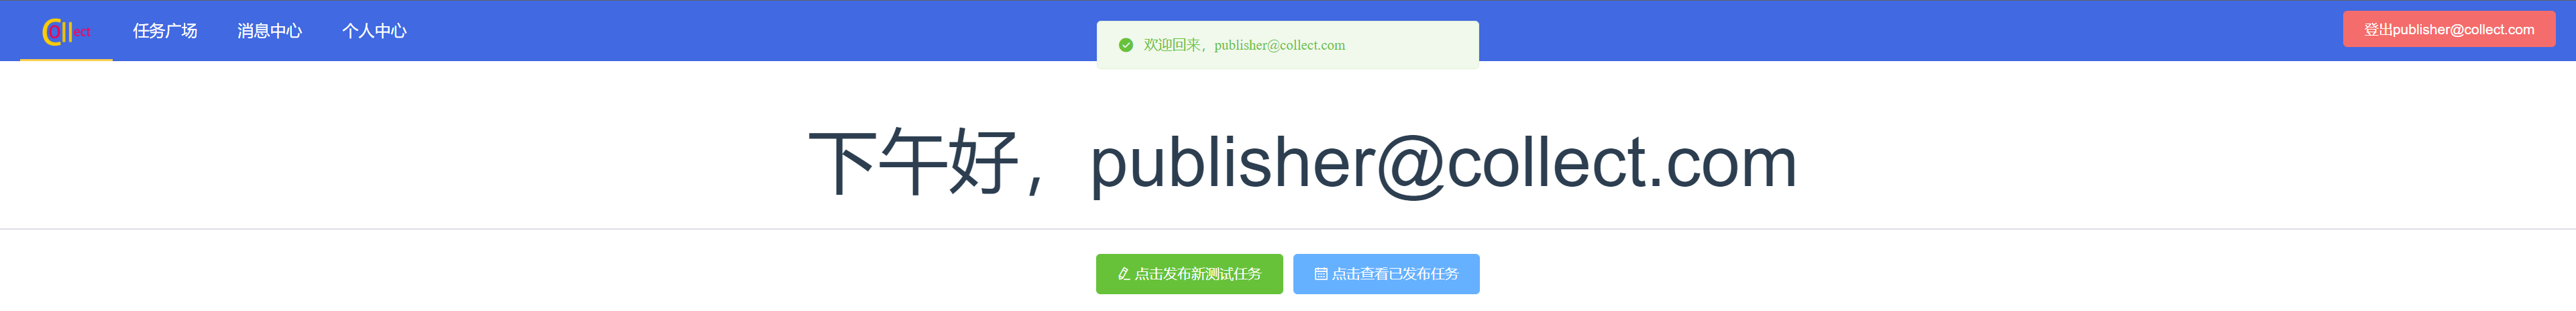 Collect 任务广场 消息中心 个人中心
欢迎回来，publisher@collect.com
登出publisher@collect.com
下午好，publisher@collect.com
点击发布新测试任务 点击查看已发布任务